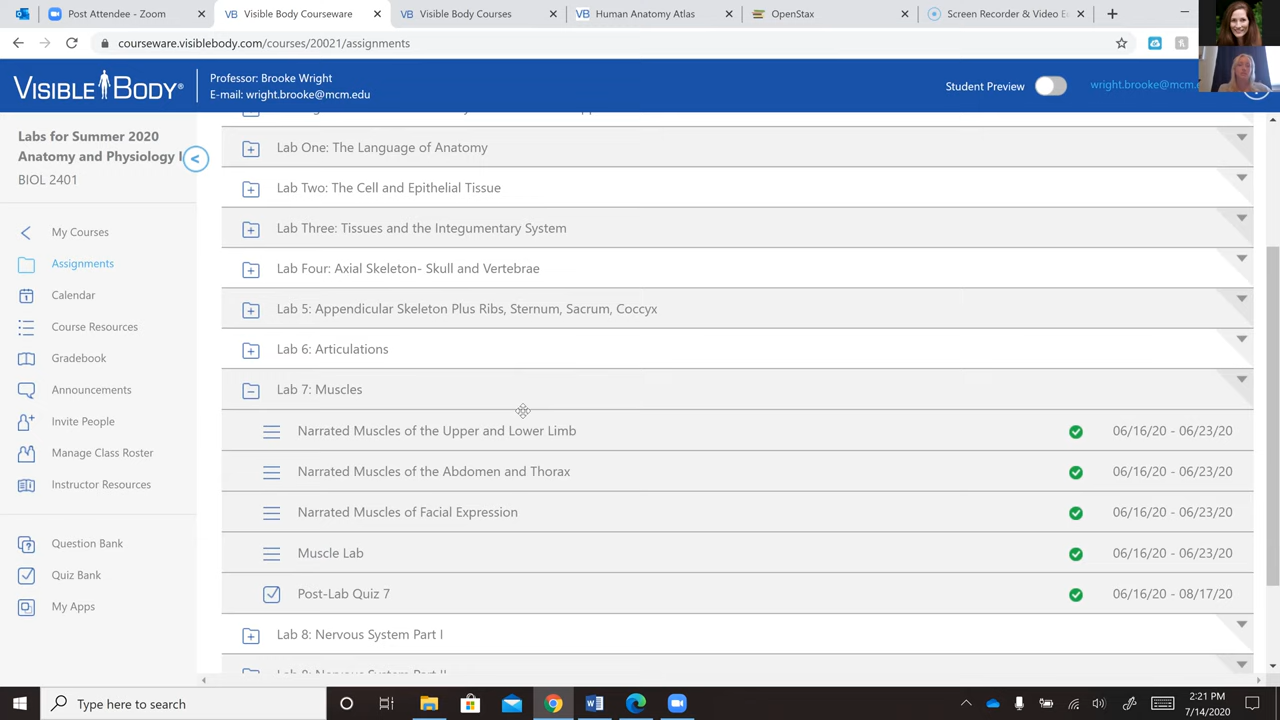 Post Attendee - Zoom
Visible Body Courseware
Visible Body Courses
Human Anatomy Atlas
OpenStax
Screen Recorder & Video E
courseware.visiblebody.com/courses/20021/assignments
VISIBLE BODY
Professor: Brooke Wright
E-mail: wright.brooke@mcm.edu
Student Preview
wright.brooke@mcm.e
Labs for Summer 2020
Anatomy and Physiology I
BIOL 2401
My Courses
Assignments
Calendar
Course Resources
Gradebook
Announcements
Invite People
Manage Class Roster
Instructor Resources
Question Bank
Quiz Bank
My Apps
Lab One: The Language of Anatomy
Lab Two: The Cell and Epithelial Tissue
Lab Three: Tissues and the Integumentary System
Lab Four: Axial Skeleton- Skull and Vertebrae
Lab 5: Appendicular Skeleton Plus Ribs, Sternum, Sacrum, Coccyx
Lab 6: Articulations
Lab 7: Muscles
Narrated Muscles of the Upper and Lower Limb 06/16/20 - 06/23/20
Narrated Muscles of the Abdomen and Thorax 06/16/20 - 06/23/20
Narrated Muscles of Facial Expression 06/16/20 - 06/23/20
Muscle Lab 06/16/20 - 06/23/20
Post-Lab Quiz 7 06/16/20 - 08/17/20
Lab 8: Nervous System Part I
Lab 9: Nervous System Part II
Type here to search
2:21 PM
7/14/2020